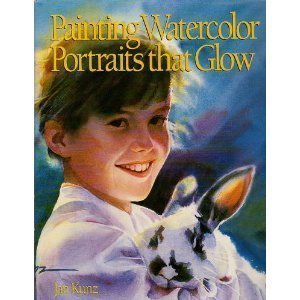 Painting Watercolor
Portraits that Glow
Jan Kunz